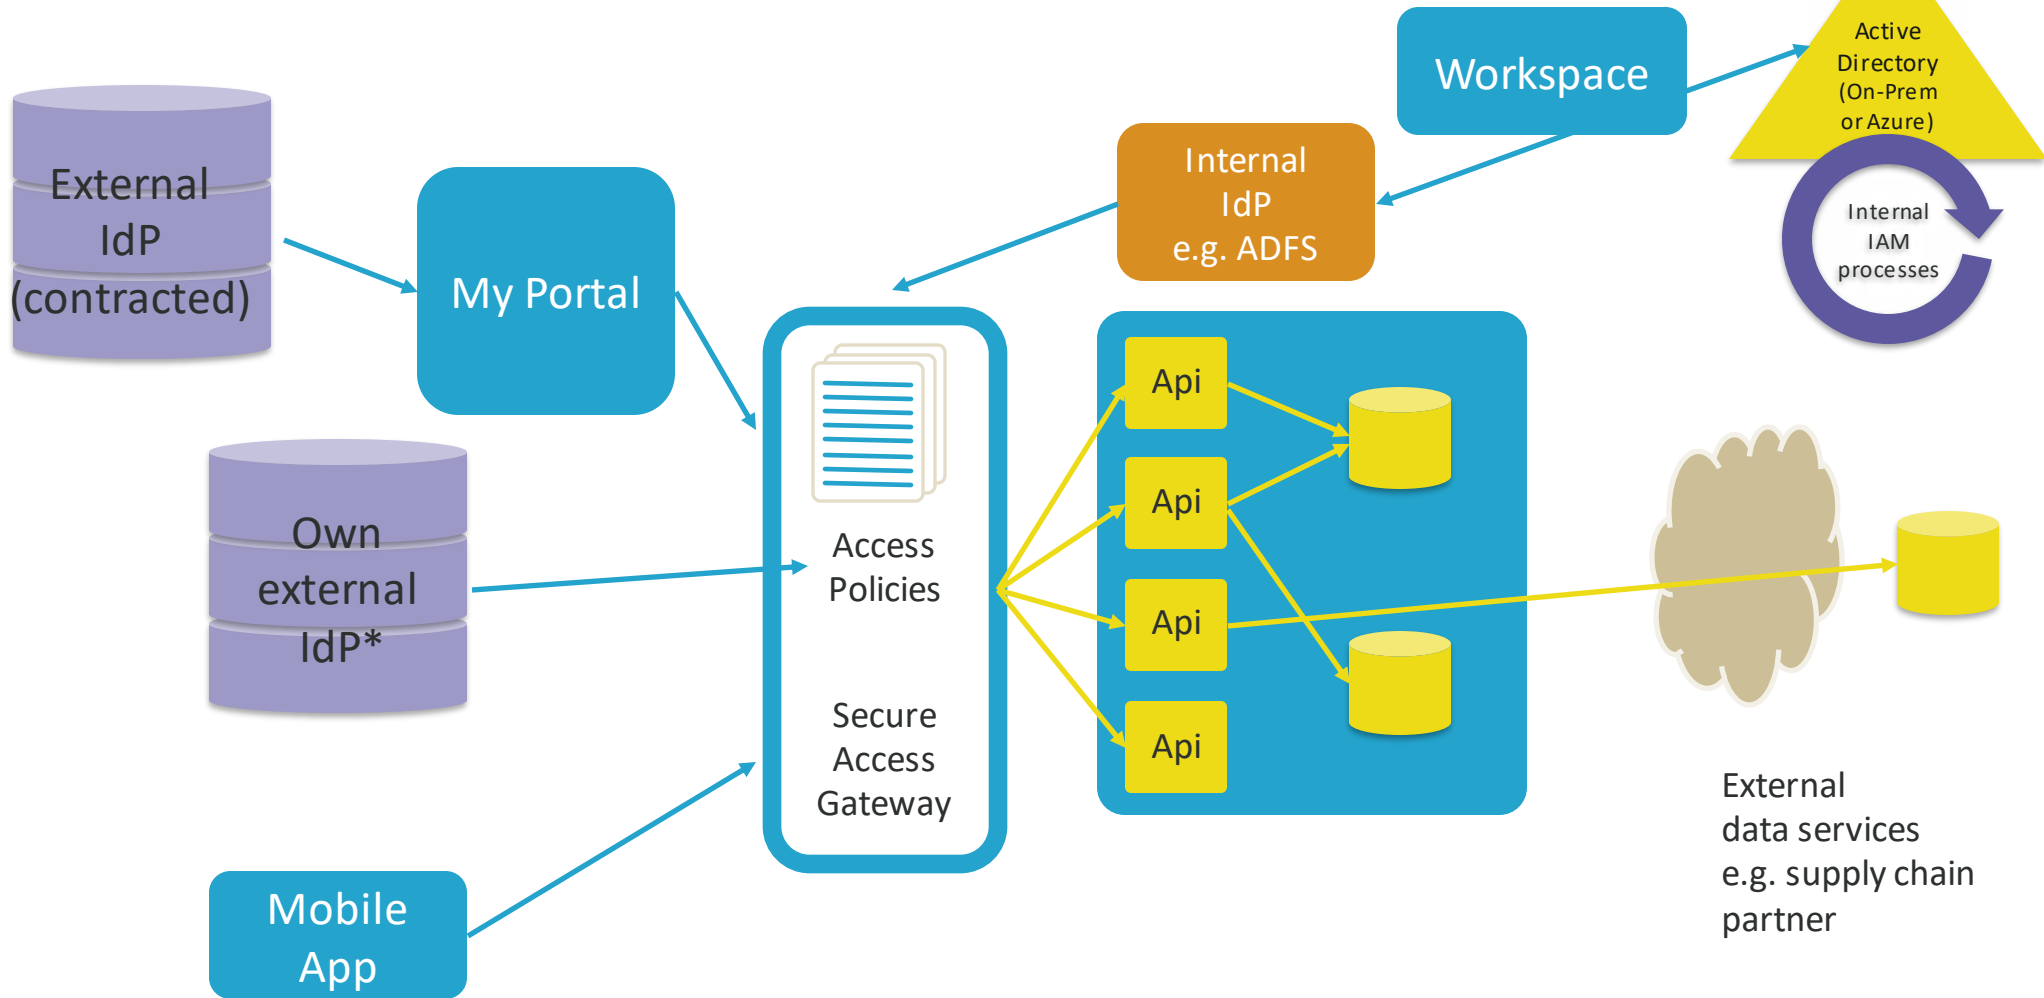 External
IdP
(contracted)
My Portal
Own
external
IdP*
Mobile
App
Access
Policies
Secure
Access
Gateway
Internal
IdP
e.g. ADFS
Workspace
Active
Directory
(On-Prem
or Azure)
Internal
IAM
processes
Api
Api
Api
Api
External
data services
e.g. supply chain
partner